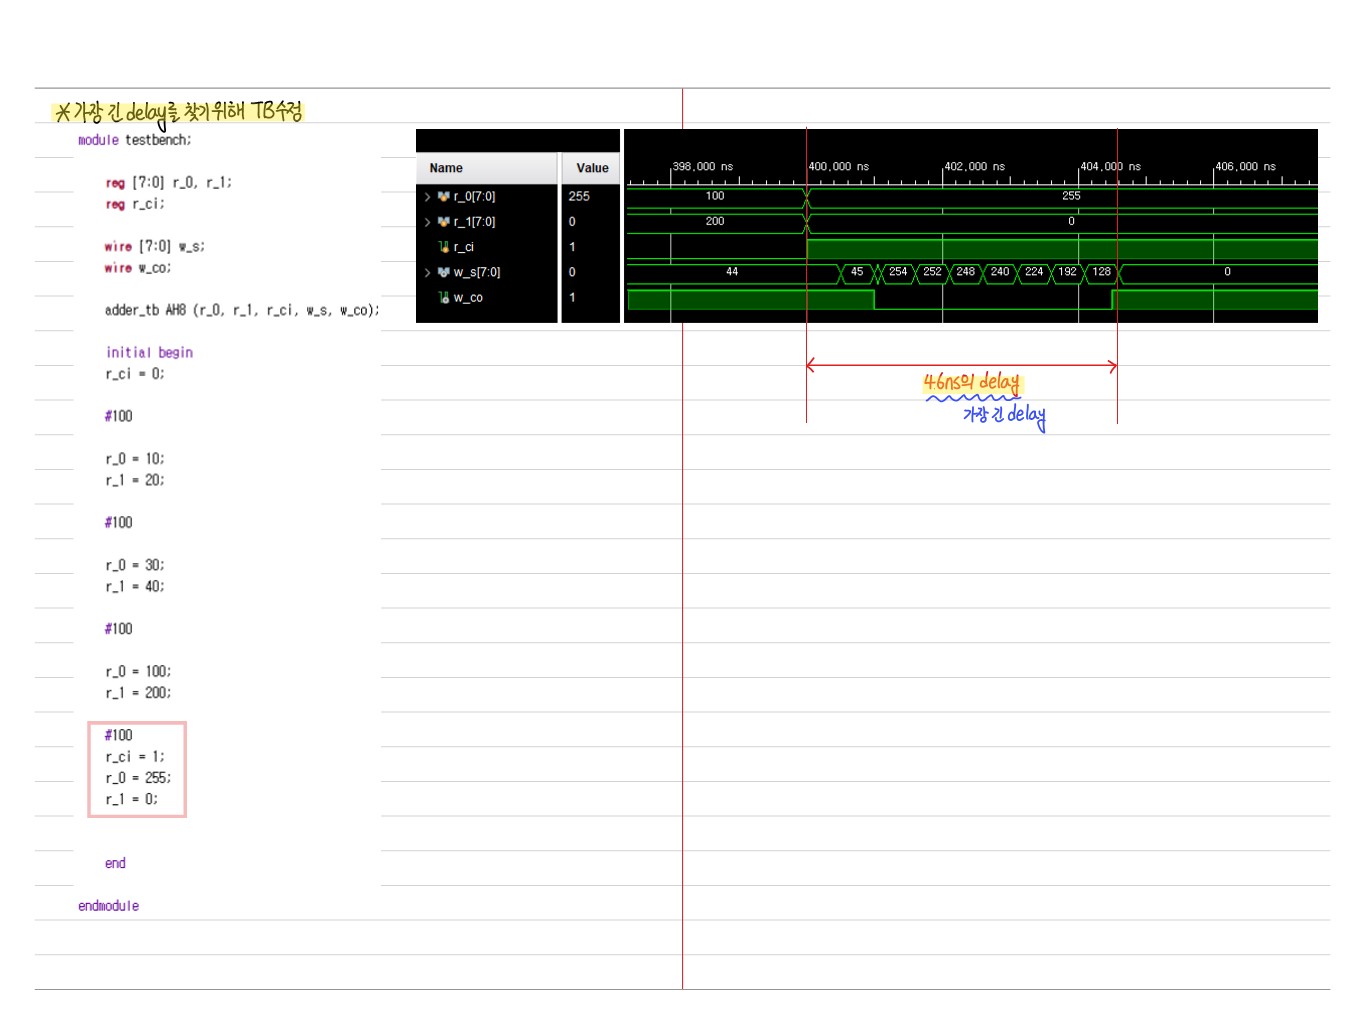 * 가장 긴 delay를 찾기위해 TB수정
module testbench;
reg [7:0] r_0, r_1;
reg r_ci;
wire [7:0] w_s;
wire w_co;
adder_tb AH8 (r_0, r_1, r_ci, w_s, w_co);
initial begin
r_ci = 0;
#100
r_0 = 10;
r_1 = 20;
#100
r_0 = 30;
r_1 = 40;
#100
r_0 = 100;
r_1 = 200;
#100
r_ci = 1;
r_0 = 255;
r_1 = 0;
end
endmodule
Name Value
398,000 ns 400,000 ns 402,000 ns 404,000 ns 406,000 ns
r_0[7:0] 255 100 255
r_1[7:0] 0 200 0
r_ci 1
w_s[7:0] 0 44 45 254 252 248 240 224 192 128 0
w_co 1
4.6ns의 delay
가장 긴 delay